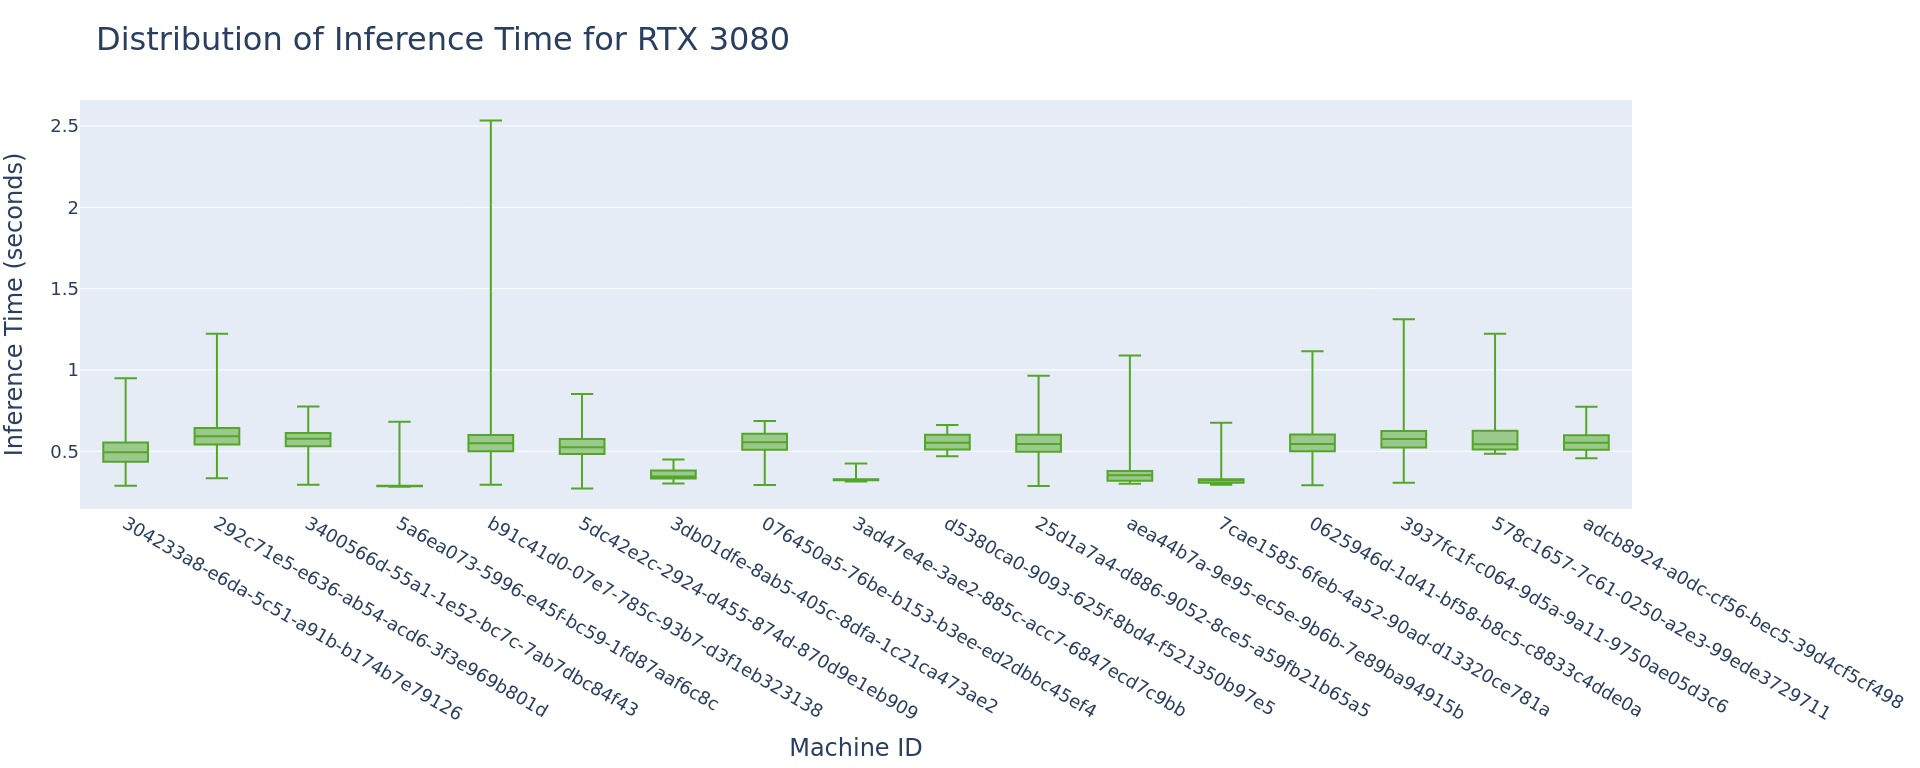 Distribution of Inference Time for RTX 3080
Inference Time (seconds)
2.5
2
1.5
1
0.5
304233a8-e6da-5c51-a91b-b174b7e79126
292c71e5-e636-ab54-acd6-3f3e969b801d
3400566d-55a1-1e52-bc7c-7ab7dbc84f43
5a6ea073-5996-e45f-bc59-1fd87aaf6c8c
b91c41d0-07e7-785c-93b7-d3f1eb323138
5dc42e2c-2924-d455-874d-870d9e1eb909
3db01dfe-8ab5-405c-8dfa-1c21ca473ae2
076450a5-76be-b153-b3ee-ed2dbbc45ef4
3ad47e4e-3ae2-885c-acc7-6847ecd7c9bb
d5380ca0-9093-625f-8bd4-f521350b97e5
25d1a7a4-d886-9052-8ce5-a59fb21b65a5
aea44b7a-9e95-ec5e-9b6b-7e89ba94915b
7cae1585-6feb-4a52-90ad-d13320ce781a
0625946d-1d41-bf58-b8c5-c8833c4dde0a
3937fc1f-c064-9d5a-9a11-9750ae05d3c6
578c1657-7c61-0250-a2e3-99ede3729711
adcb8924-a0dc-cf56-bec5-39d4cf5cf498
Machine ID